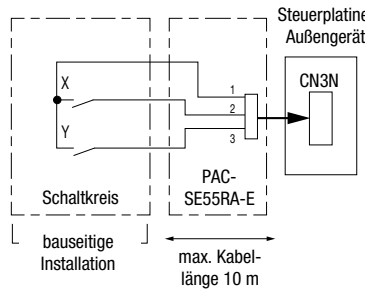 Steuerplatine
Außengerät
CN3N
X
Y
1
2
3
Schaltkreis
PAC-
SE55RA-E
bauseitige
Installation
max. Kabel-
länge 10 m